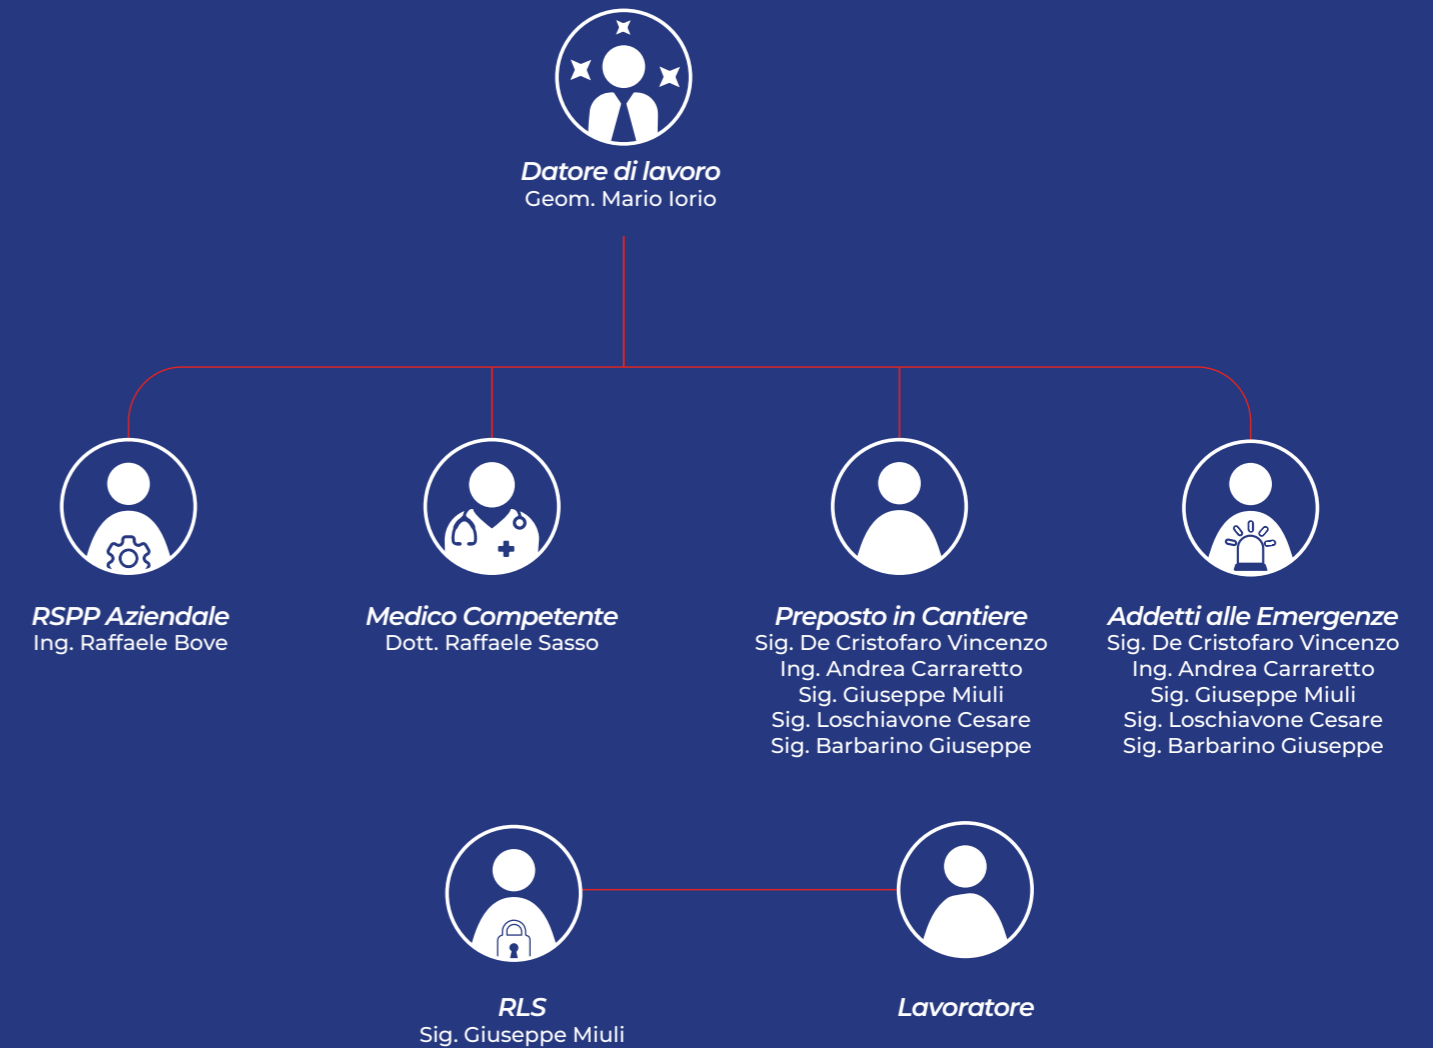 Datore di lavoro
Geom. Mario Iorio
RSPP Aziendale
Ing. Raffaele Bove
Medico Competente
Dott. Raffaele Sasso
Preposto in Cantiere
Sig. De Cristofaro Vincenzo
Ing. Andrea Carraretto
Sig. Giuseppe Miuli
Sig. Loschiavone Cesare
Sig. Barbarino Giuseppe
Addetti alle Emergenze
Sig. De Cristofaro Vincenzo
Ing. Andrea Carraretto
Sig. Giuseppe Miuli
Sig. Loschiavone Cesare
Sig. Barbarino Giuseppe
RLS
Sig. Giuseppe Miuli
Lavoratore